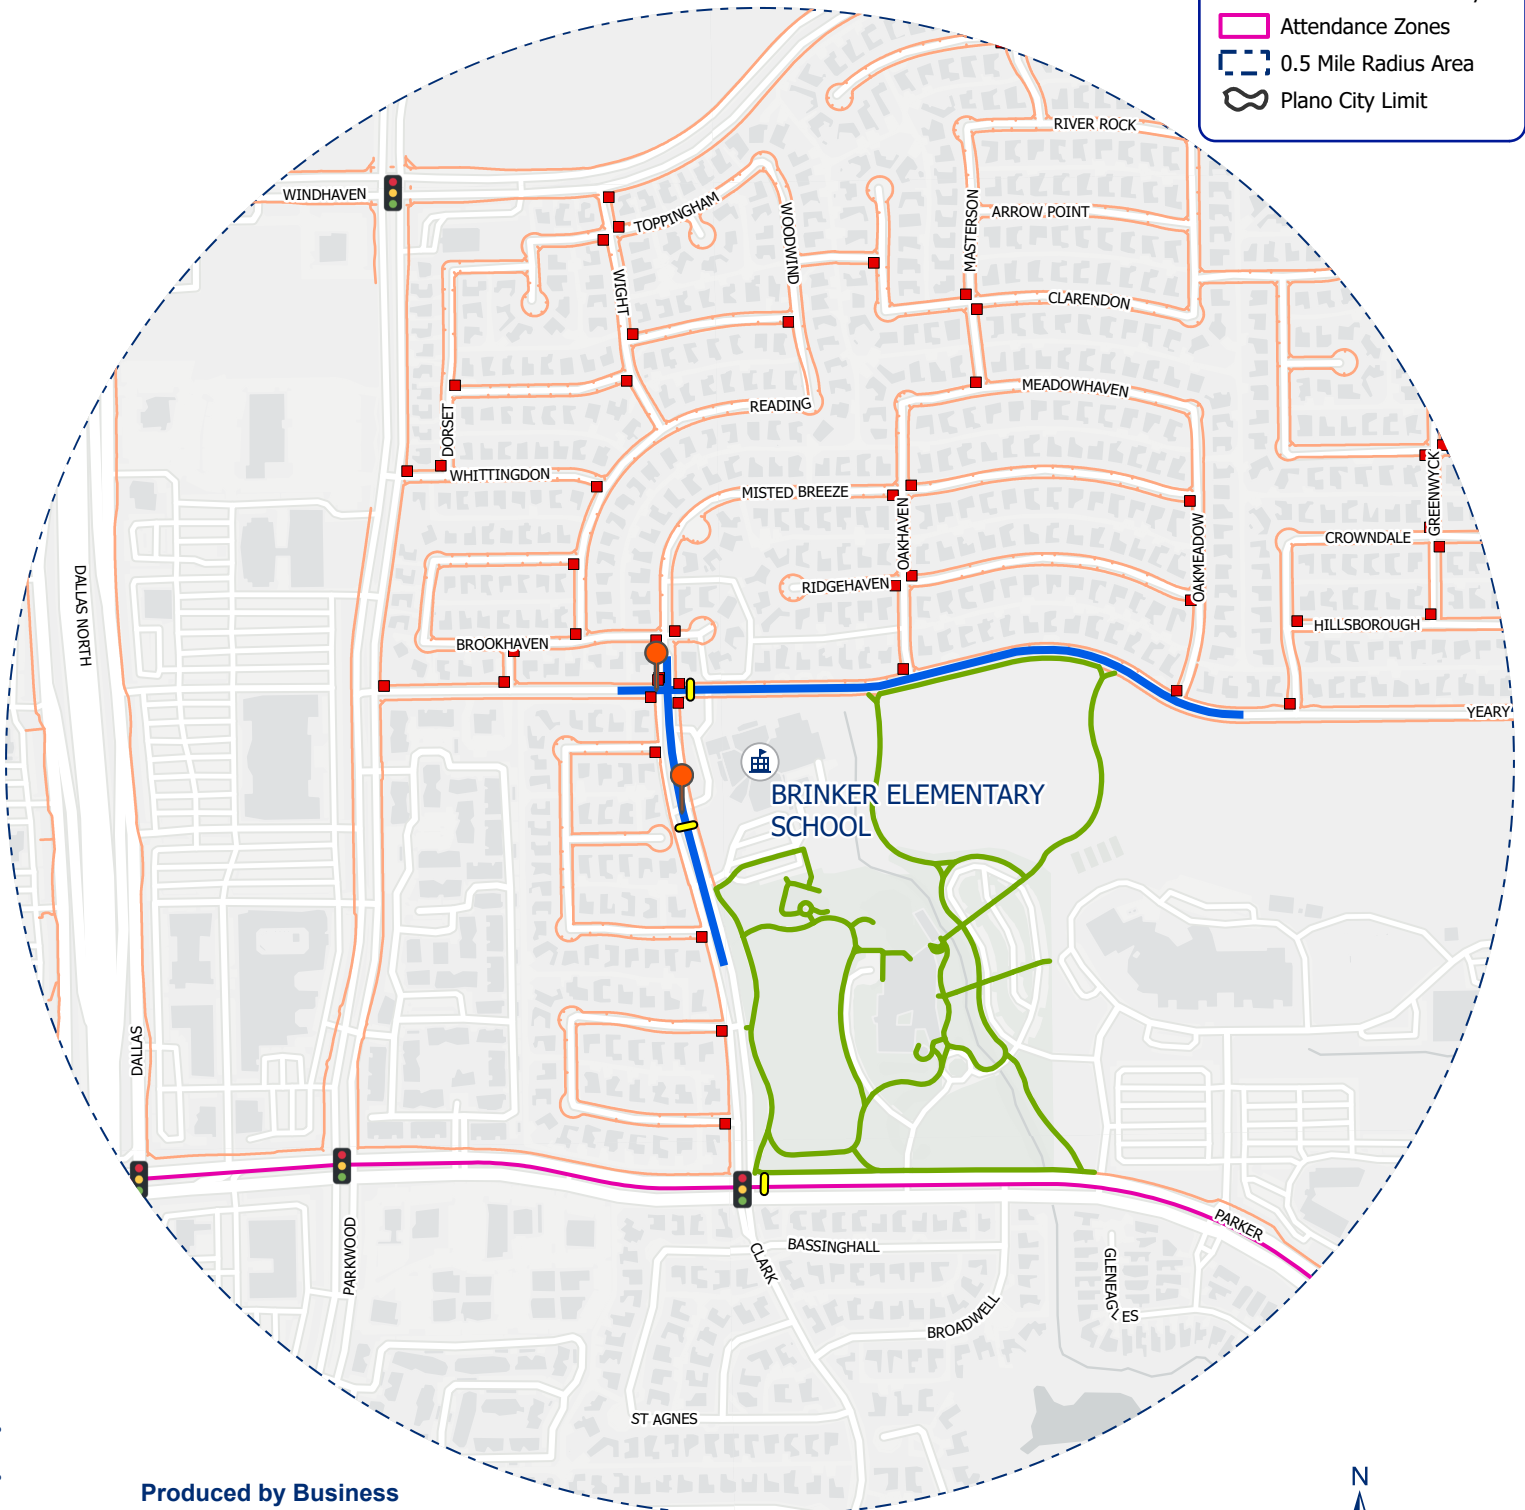 Attendance Zones
0.5 Mile Radius Area
Plano City Limit
RIVER ROCK
WINDHAVEN
TOPPINGHAM
WOODWIND
MASTERSON
ARROW POINT
WIGHT
CLARENDON
MEADOWHAVEN
READING
DORSET
WHITTINGDON
MISTED BREEZE
GREENWYCK
OAKHAVEN
OAKMEADOW
CROWNDALE
DALLAS NORTH
RIDGEHAVEN
HILLSBOROUGH
BROOKHAVEN
YEARY
BRINKER ELEMENTARY
SCHOOL
DALLAS
PARKER
PARKWOOD
BASSINGHALL
CLARK
GLENEAGLES
BROADWELL
ST AGNES
N
Produced by Business